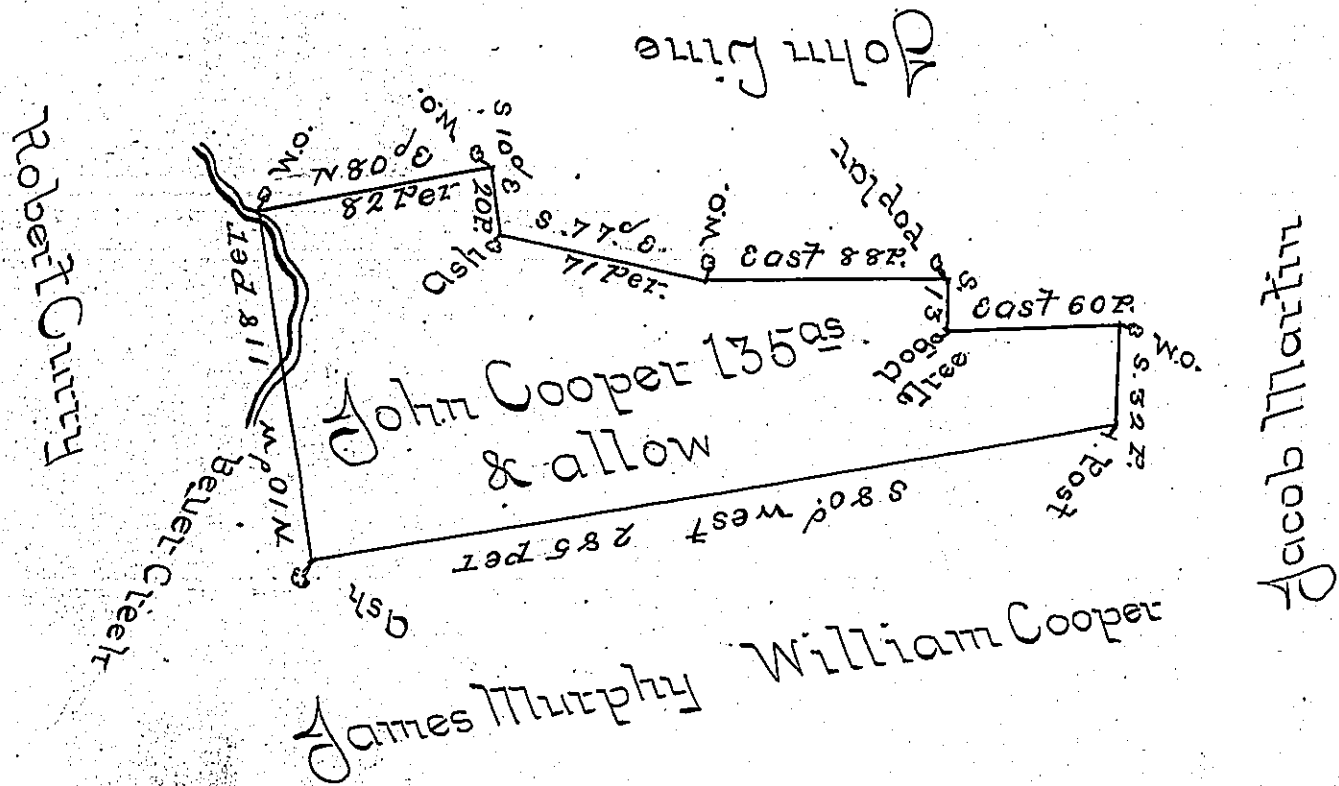 John Line
Robert Curry
W.O.
N 80.d E
82 Per
W.O.
S 10 d E
20 P.
ash
S. 77.d E.
71 Per.
W.O.
East 88 P.
Poplar
S.
13
Dogd
Tree
East 60 P.
W.O.
S. 32 P.
Post
Jacob Martin
118 per
N 10 d W
John Cooper 135 as.
& allow
S 80.d West 285 per
ash
James Murphy
William Cooper